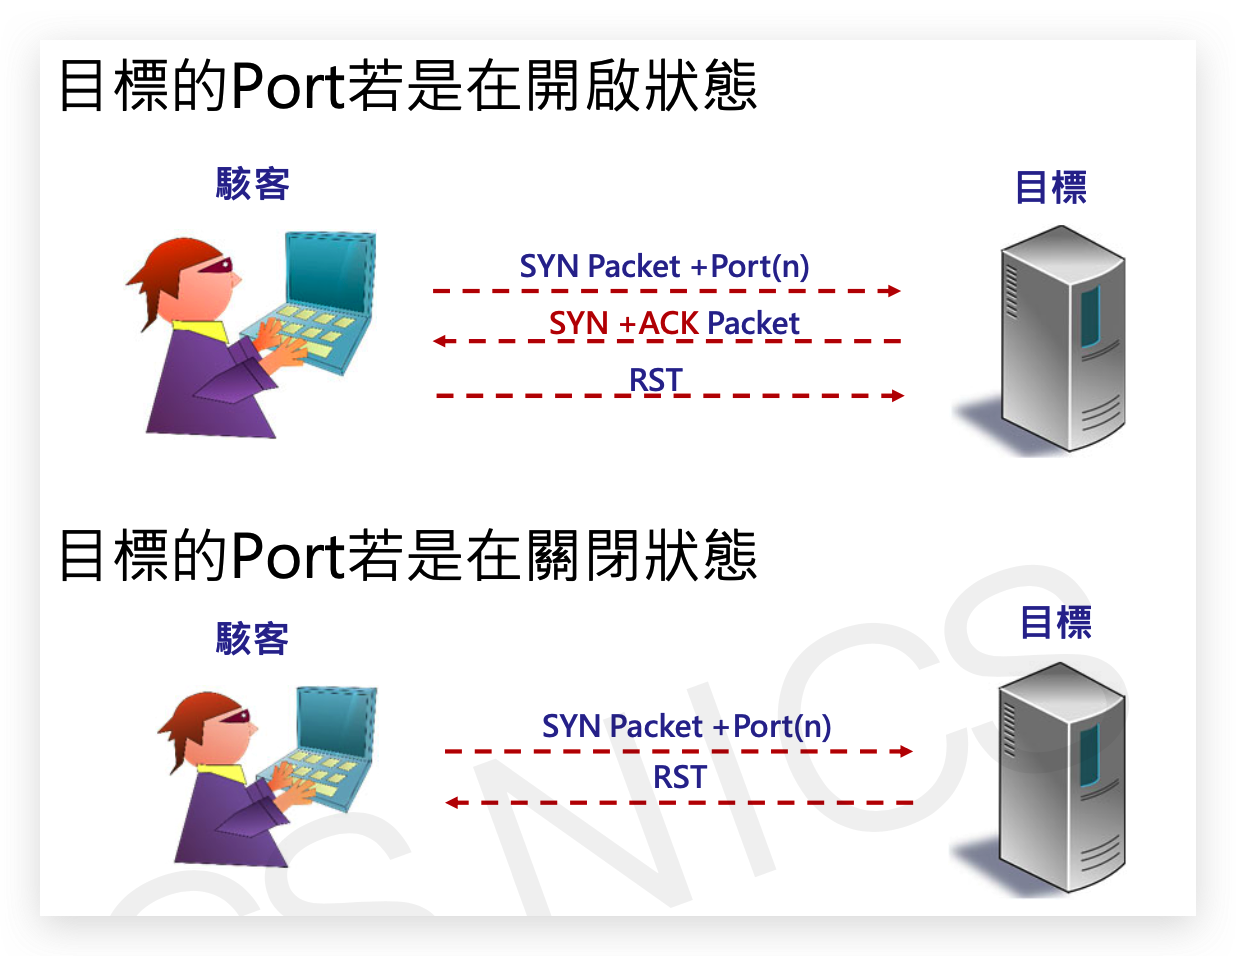 目標的Port若是在開啟狀態
駭客
目標
SYN Packet +Port(n)
SYN +ACK Packet
RST
目標的Port若是在關閉狀態
駭客
目標
SYN Packet +Port(n)
RST
CS NICS